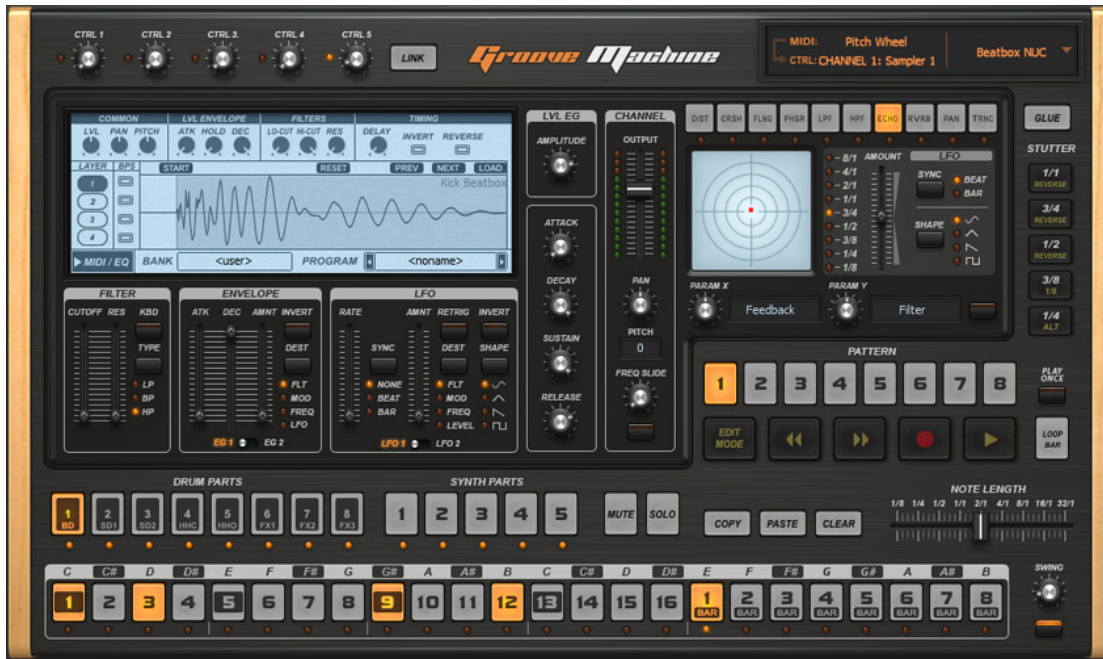 CTRL 1 CTRL 2 CTRL 3. CTRL 4 CTRL 5
LINK
Groove Machine
MIDI: Pitch Wheel
CTRL: CHANNEL 1: Sampler 1
Beatbox NUC
COMMON LVL ENVELOPE FILTERS TIMING
LVL PAN PITCH ATK HOLD DEC LO-CUT HI-CUT RES DELAY INVERT REVERSE
LAYER BPS START RESET PREV NEXT LOAD
Kick Beatbox
1
2
3
4
MIDI / EQ BANK <user> PROGRAM <noname>
LVL EG
AMPLITUDE
ATTACK
DECAY
SUSTAIN
RELEASE
CHANNEL
OUTPUT
PAN
PITCH
0
FREQ SLIDE
DIST CRSH FLNG PHSR LPF HPF ECHO RVRB PAN TRNC
8/1
4/1
2/1
1/1
3/4
1/2
3/8
1/4
1/8
AMOUNT
LFO
SYNC
BEAT
BAR
SHAPE
PARAM X
Feedback
PARAM Y
Filter
GLUE
STUTTER
1/1
REVERSE
3/4
REVERSE
1/2
REVERSE
3/8
1/8
1/4
ALT
FILTER
CUTOFF RES KBD
TYPE
LP
BP
HP
ENVELOPE
ATK DEC AMNT INVERT
DEST
FLT
MOD
FREQ
LFO
EG 1 EG 2
LFO
RATE AMNT RETRIG INVERT
SYNC DEST SHAPE
NONE FLT
BEAT MOD
BAR FREQ
LEVEL
LFO 1 LFO 2
PATTERN
1 2 3 4 5 6 7 8
PLAY
ONCE
EDIT
MODE
LOOP
BAR
DRUM PARTS
1 2 3 4 5 6 7 8
BD SD1 SD2 HHC HHO FX1 FX2 FX3
SYNTH PARTS
1 2 3 4 5
MUTE SOLO
COPY PASTE CLEAR
NOTE LENGTH
1/8 1/4 1/2 1/1 2/1 4/1 8/1 16/1 32/1
C C# D D# E F F# G G# A A# B C C# D D# E F F# G G# A A# B
1 2 3 4 5 6 7 8 9 10 11 12 13 14 15 16 1 2 3 4 5 6 7 8
BAR BAR BAR BAR BAR BAR BAR BAR
SWING